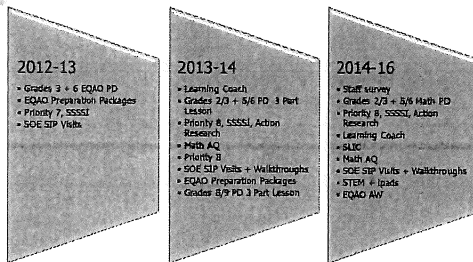 2012-13
• Grades 3 + 6 EQAO PD
• EQAO Preparation Packages
• Priority 7, SSSSI
• SOE SIP Visits
2013-14
• Learning Coach
• Grades 2/3 + 5/6 PD 3 Part
Lesson
• Priority 8, SSSSI, Action
Research
• Math AQ
• Priority 8
• SOE SIP Visits + Walkthroughs
• EQAO Preparation Packages
• Grades 8/9 PD 3 Part Lesson
2014-16
• Staff survey
• Grades 2/3 + 5/6 Math PD
• Priority 8, SSSSI, Action
Research
• Learning Coach
• SLIC
• Math AQ
• SOE SIP Visits + Walkthroughs
• STEM + Ipads
• EQAO AW